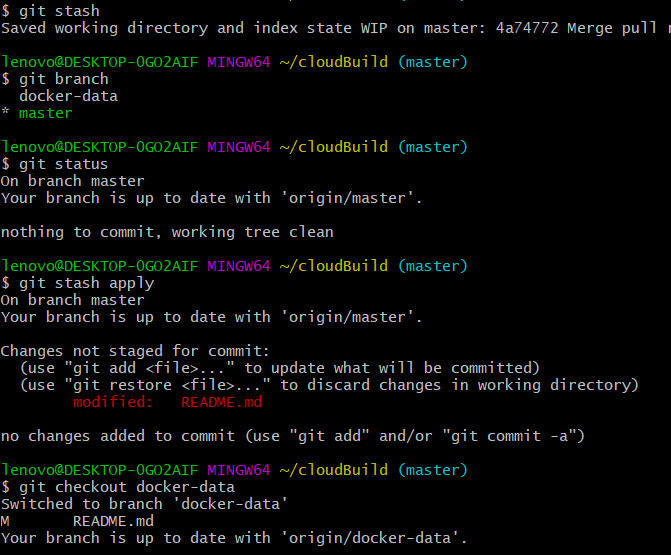 $ git stash
Saved working directory and index state WIP on master: 4a74772 Merge pull
lenovo@DESKTOP-0GO2AIF MINGW64 ~/cloudBuild (master)
$ git branch
  docker-data
* master
lenovo@DESKTOP-0GO2AIF MINGW64 ~/cloudBuild (master)
$ git status
On branch master
Your branch is up to date with 'origin/master'.
nothing to commit, working tree clean
lenovo@DESKTOP-0GO2AIF MINGW64 ~/cloudBuild (master)
$ git stash apply
On branch master
Your branch is up to date with 'origin/master'.
Changes not staged for commit:
  (use "git add <file>..." to update what will be committed)
  (use "git restore <file>..." to discard changes in working directory)
        modified:   README.md
no changes added to commit (use "git add" and/or "git commit -a")
lenovo@DESKTOP-0GO2AIF MINGW64 ~/cloudBuild (master)
$ git checkout docker-data
Switched to branch 'docker-data'
M       README.md
Your branch is up to date with 'origin/docker-data'.